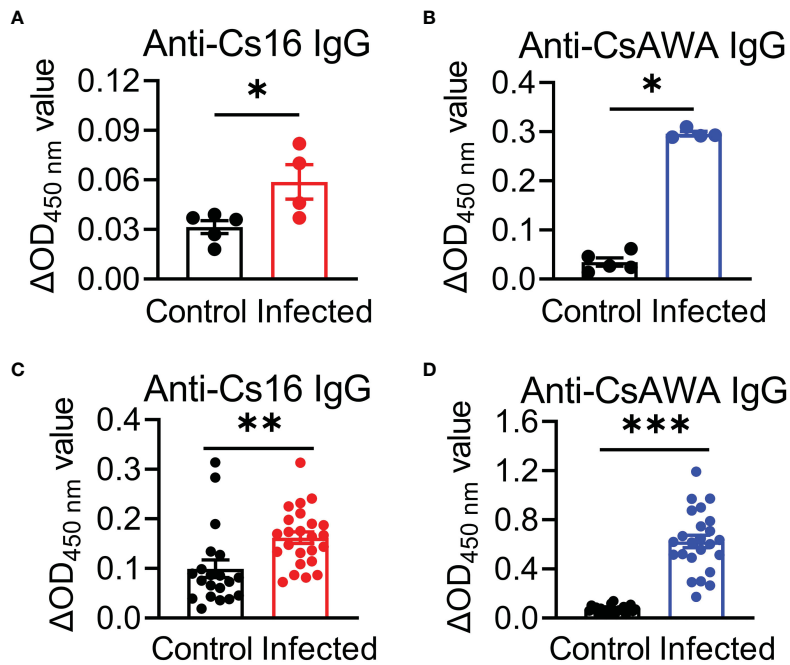 A
Anti-Cs16 IgG
*
ΔOD450 nm value
0.12
0.09
0.06
0.03
0.00
Control Infected
B
Anti-CsAWA IgG
*
ΔOD450 nm value
0.4
0.3
0.2
0.1
0.0
Control Infected
C
Anti-Cs16 IgG
**
ΔOD450 nm value
0.4
0.3
0.2
0.1
0.0
Control Infected
D
Anti-CsAWA IgG
***
ΔOD450 nm value
1.6
1.2
0.8
0.4
0.0
Control Infected